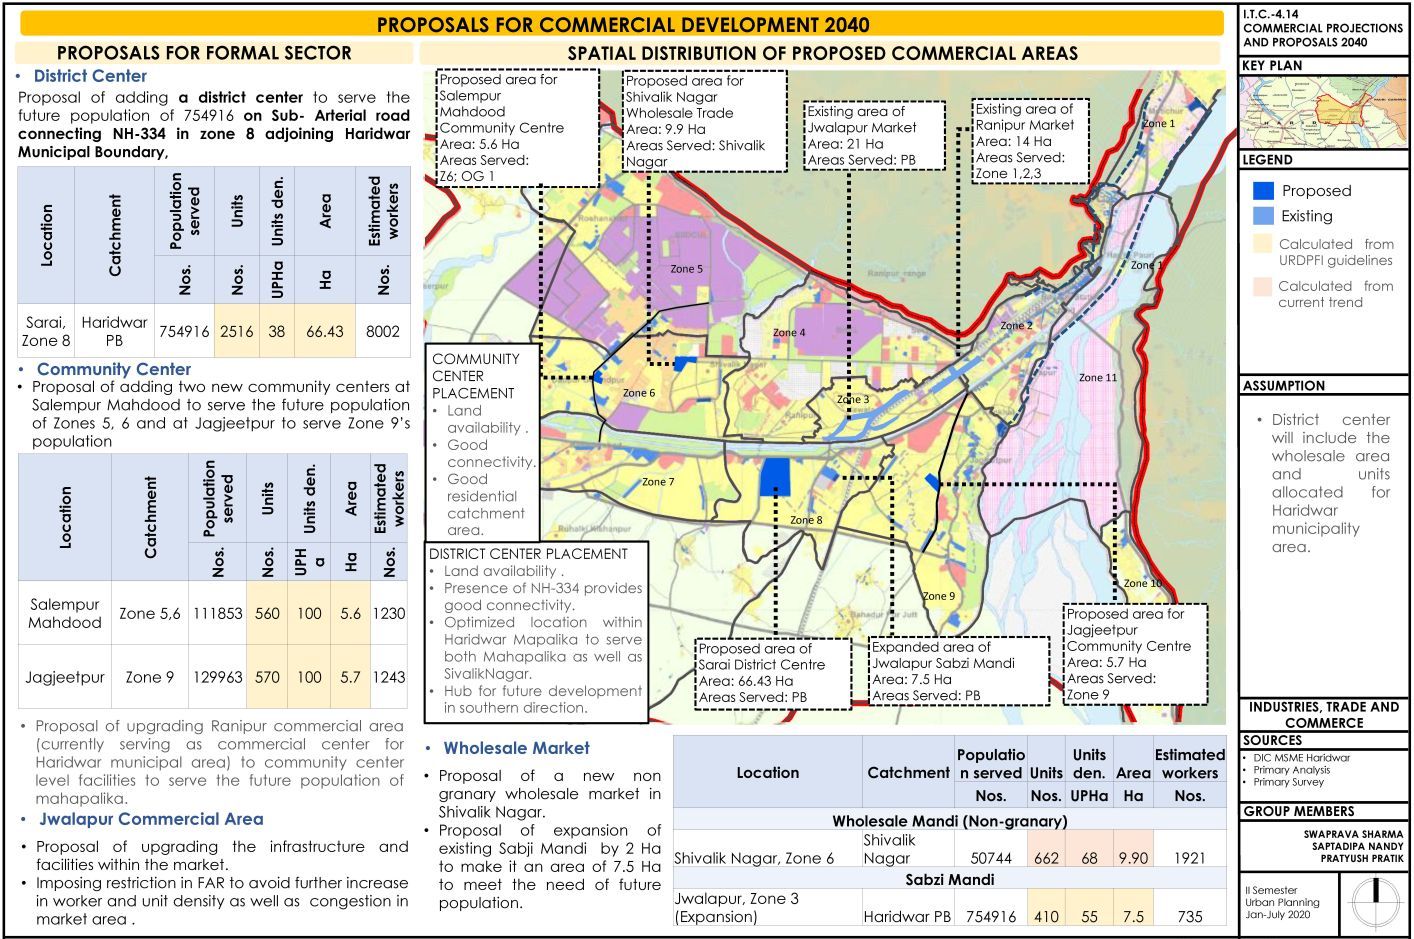 PROPOSALS FOR COMMERCIAL DEVELOPMENT 2040
PROPOSALS FOR FORMAL SECTOR
• District Center
Proposal of adding a district center to serve the
future population of 754916 on Sub- Arterial road
connecting NH-334 in zone 8 adjoining Haridwar
Municipal Boundary,
Location
Catchment
Population served
Units
Units den.
Area
Estimated workers
Nos.
Nos.
UPHa
Ha
Nos.
Sarai, Zone 8
Haridwar PB
754916
2516
38
66.43
8002
• Community Center
• Proposal of adding two new community centers at
Salempur Mahdood to serve the future population
of Zones 5, 6 and at Jagjeetpur to serve Zone 9's
population
Location
Catchment
Population served
Units
Units den.
Area
Estimated workers
Nos.
Nos.
UPH a
Ha
Nos.
Salempur Mahdood
Zone 5,6
111853
560
100
5.6
1230
Jagjeetpur
Zone 9
129963
570
100
5.7
1243
• Proposal of upgrading Ranipur commercial area
(currently serving as commercial center for
Haridwar municipal area) to community center
level facilities to serve the future population of
mahapalika.
• Jwalapur Commercial Area
• Proposal of upgrading the infrastructure and
facilities within the market.
• Imposing restriction in FAR to avoid further increase
in worker and unit density as well as congestion in
market area .
SPATIAL DISTRIBUTION OF PROPOSED COMMERCIAL AREAS
Proposed area for
Salempur
Mahdood
Community Centre
Area: 5.6 Ha
Areas Served:
Z6; OG 1
Proposed area for
Shivalik Nagar
Wholesale Trade
Area: 9.9 Ha
Areas Served: Shivalik
Nagar
Existing area of
Jwalapur Market
Area: 21 Ha
Areas Served: PB
Existing area of
Ranipur Market
Area: 14 Ha
Areas Served:
Zone 1,2,3
Zone 1
Zone 1
Zone 2
Zone 5
Zone 4
Zone 3
Zone 6
Zone 11
Zone 7
Zone 8
Zone 9
Zone 10
Ranipur range
Ruhalki Kishanpur
Bahadur Pur Jutt
COMMUNITY
CENTER
PLACEMENT
• Land
availability .
• Good
connectivity.
• Good
residential
catchment
area.
DISTRICT CENTER PLACEMENT
• Land availability .
• Presence of NH-334 provides
good connectivity.
• Optimized location within
Haridwar Mapalika to serve
both Mahapalika as well as
SivalikNagar.
• Hub for future development
in southern direction.
Proposed area of
Sarai District Centre
Area: 66.43 Ha
Areas Served: PB
Expanded area of
Jwalapur Sabzi Mandi
Area: 7.5 Ha
Areas Served: PB
Proposed area for
Jagjeetpur
Community Centre
Area: 5.7 Ha
Areas Served:
Zone 9
• Wholesale Market
• Proposal of a new non
granary wholesale market in
Shivalik Nagar.
• Proposal of expansion of
existing Sabji Mandi by 2 Ha
to make it an area of 7.5 Ha
to meet the need of future
population.
Location
Catchment
Populatio n served
Units
Units den.
Area
Estimated workers
Nos.
Nos.
UPHa
Ha
Nos.
Wholesale Mandi (Non-granary)
Shivalik Nagar, Zone 6
Shivalik Nagar
50744
662
68
9.90
1921
Sabzi Mandi
Jwalapur, Zone 3 (Expansion)
Haridwar PB
754916
410
55
7.5
735
I.T.C.-4.14
COMMERCIAL PROJECTIONS
AND PROPOSALS 2040
KEY PLAN
LEGEND
Proposed
Existing
Calculated from
URDPFI guidelines
Calculated from
current trend
ASSUMPTION
• District center
will include the
wholesale area
and units
allocated for
Haridwar
municipality
area.
INDUSTRIES, TRADE AND
COMMERCE
SOURCES
• DIC MSME Haridwar
• Primary Analysis
• Primary Survey
GROUP MEMBERS
SWAPRAVA SHARMA
SAPTADIPA NANDY
PRATYUSH PRATIK
II Semester
Urban Planning
Jan-July 2020